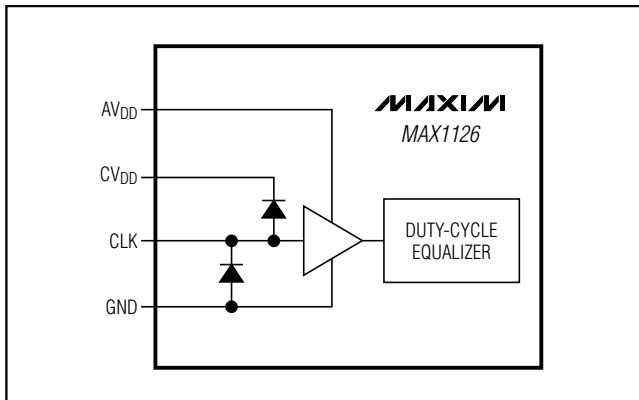 AVDD
MAXIM
MAX1126
CVDD
CLK
DUTY-CYCLE
EQUALIZER
GND